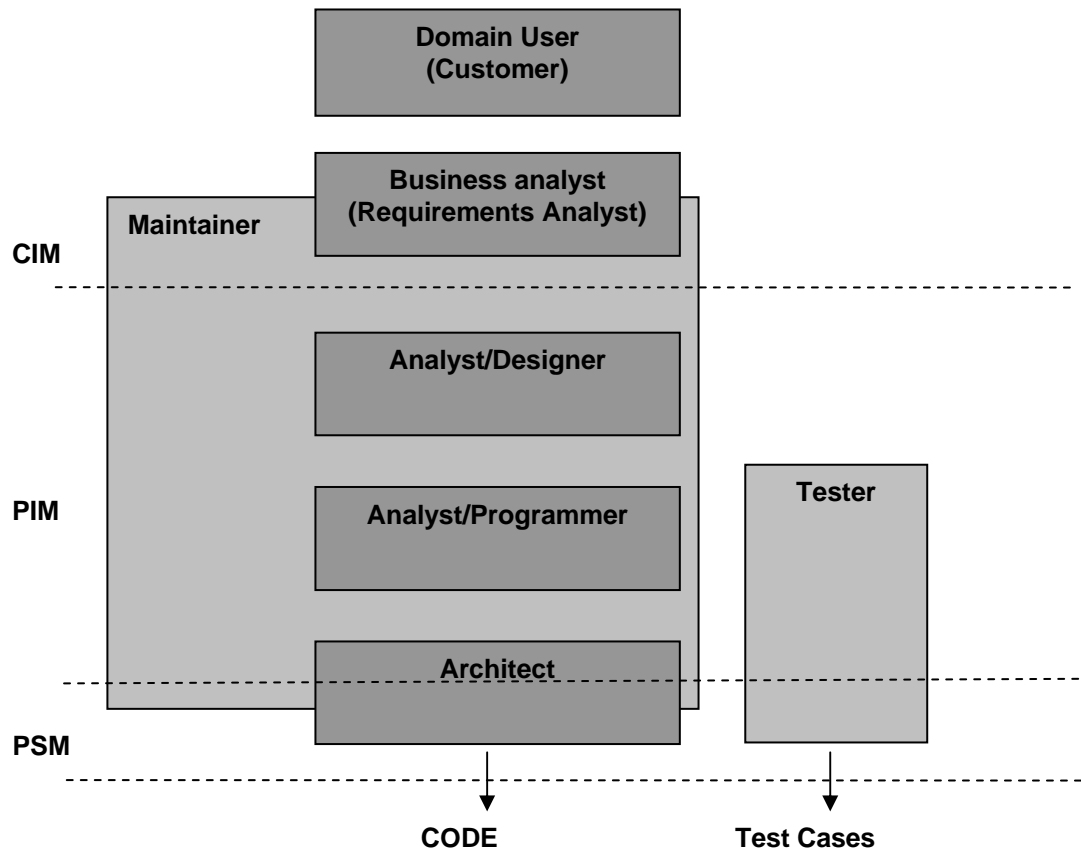 Domain User
(Customer)
Business analyst
(Requirements Analyst)
Maintainer
CIM
Analyst/Designer
Tester
PIM
Analyst/Programmer
Architect
PSM
CODE
Test Cases